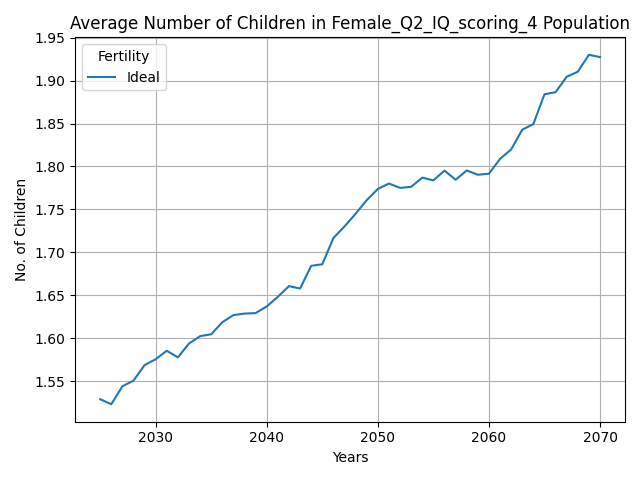 Average Number of Children in Female_Q2_IQ_scoring_4 Population
Fertility
Ideal
1.95
1.90
1.85
1.80
1.75
1.70
1.65
1.60
1.55
No. of Children
2030 2040 2050 2060 2070
Years